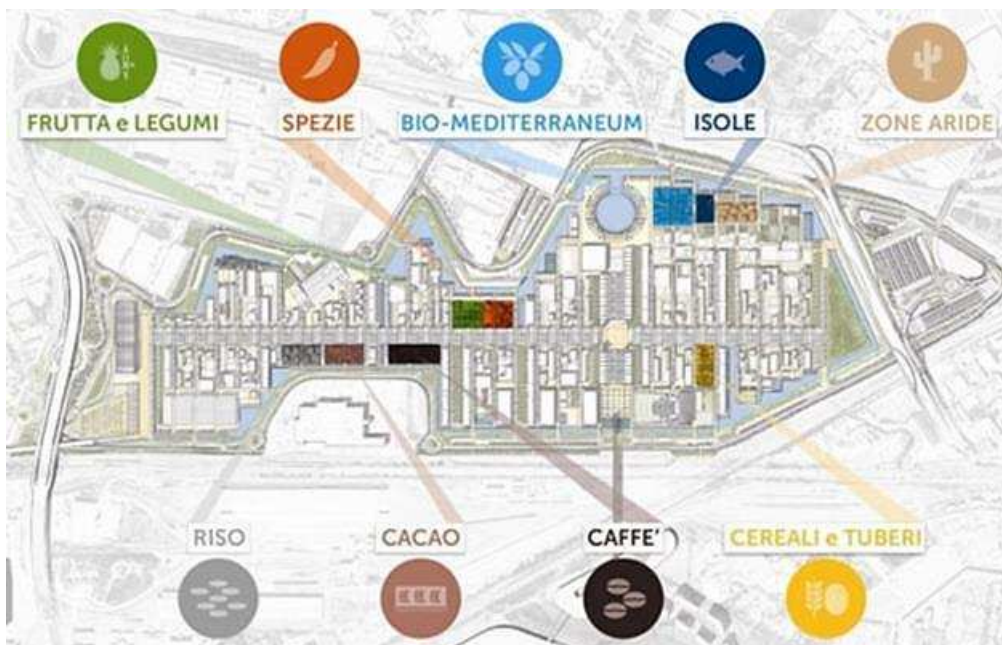 FRUTTA e LEGUMI
SPEZIE
BIO-MEDITERRANEUM
ISOLE
ZONE ARIDE
RISO
CACAO
CAFFE'
CEREALI e TUBERI